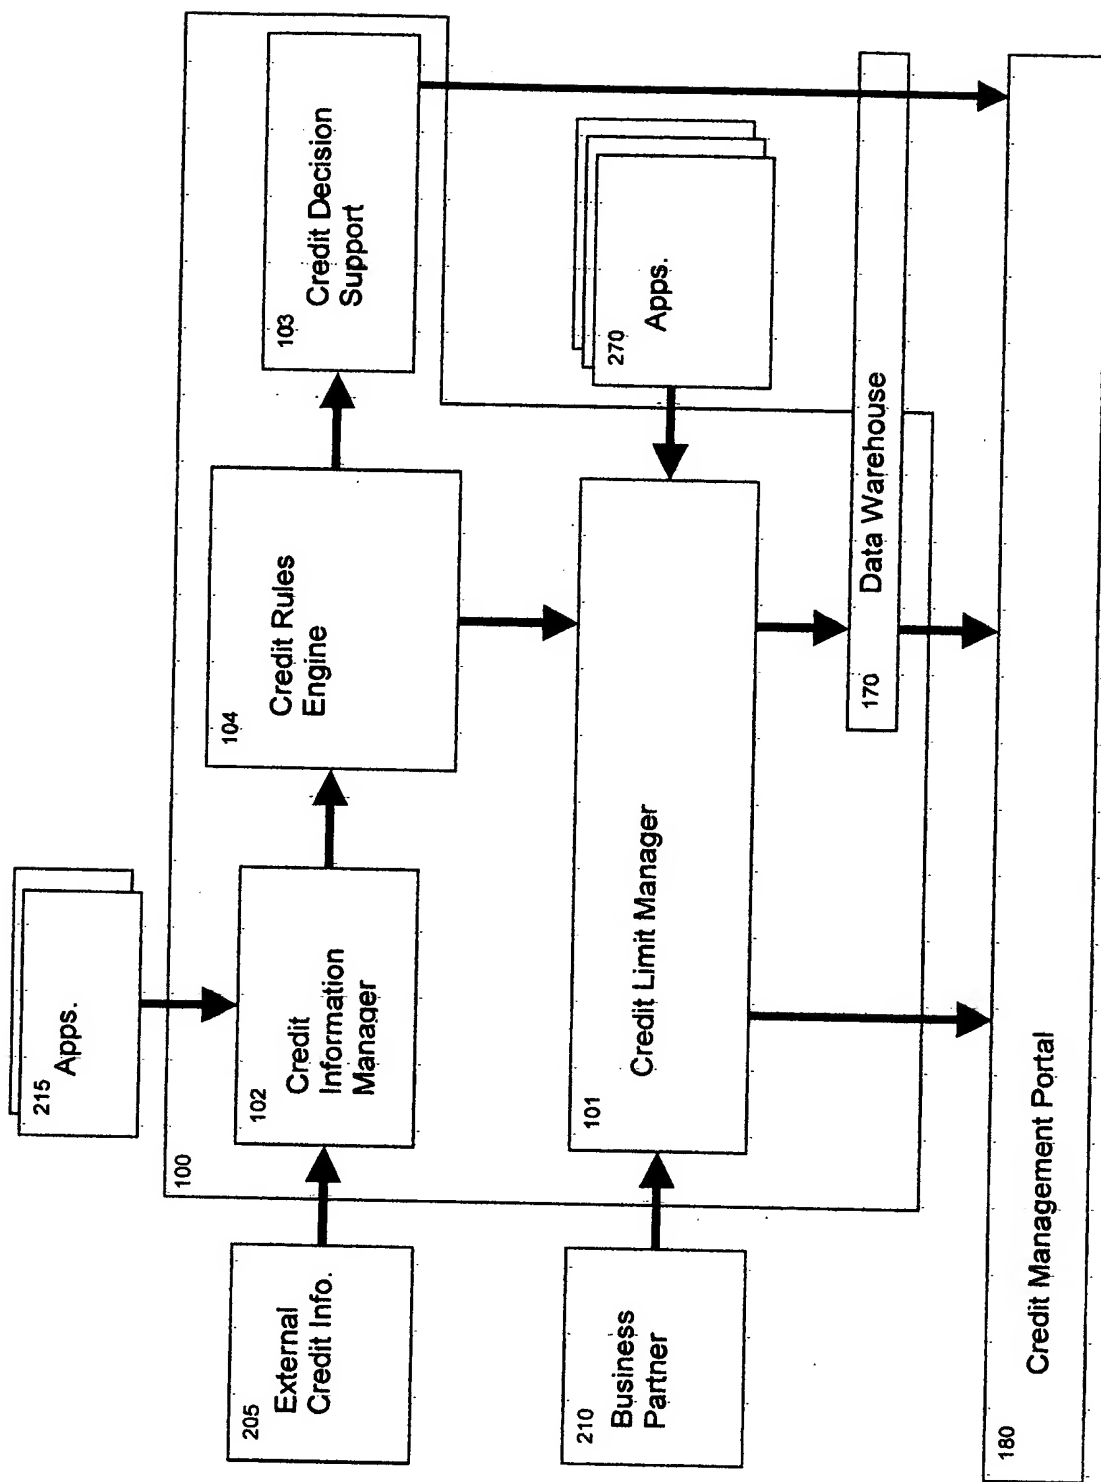 215
Apps.
100
205
External
Credit Info.
102
Credit
Information
Manager
104
Credit Rules
Engine
103
Credit Decision
Support
210
Business
Partner
101
Credit Limit Manager
270
Apps.
170
Data Warehouse
180
Credit Management Portal